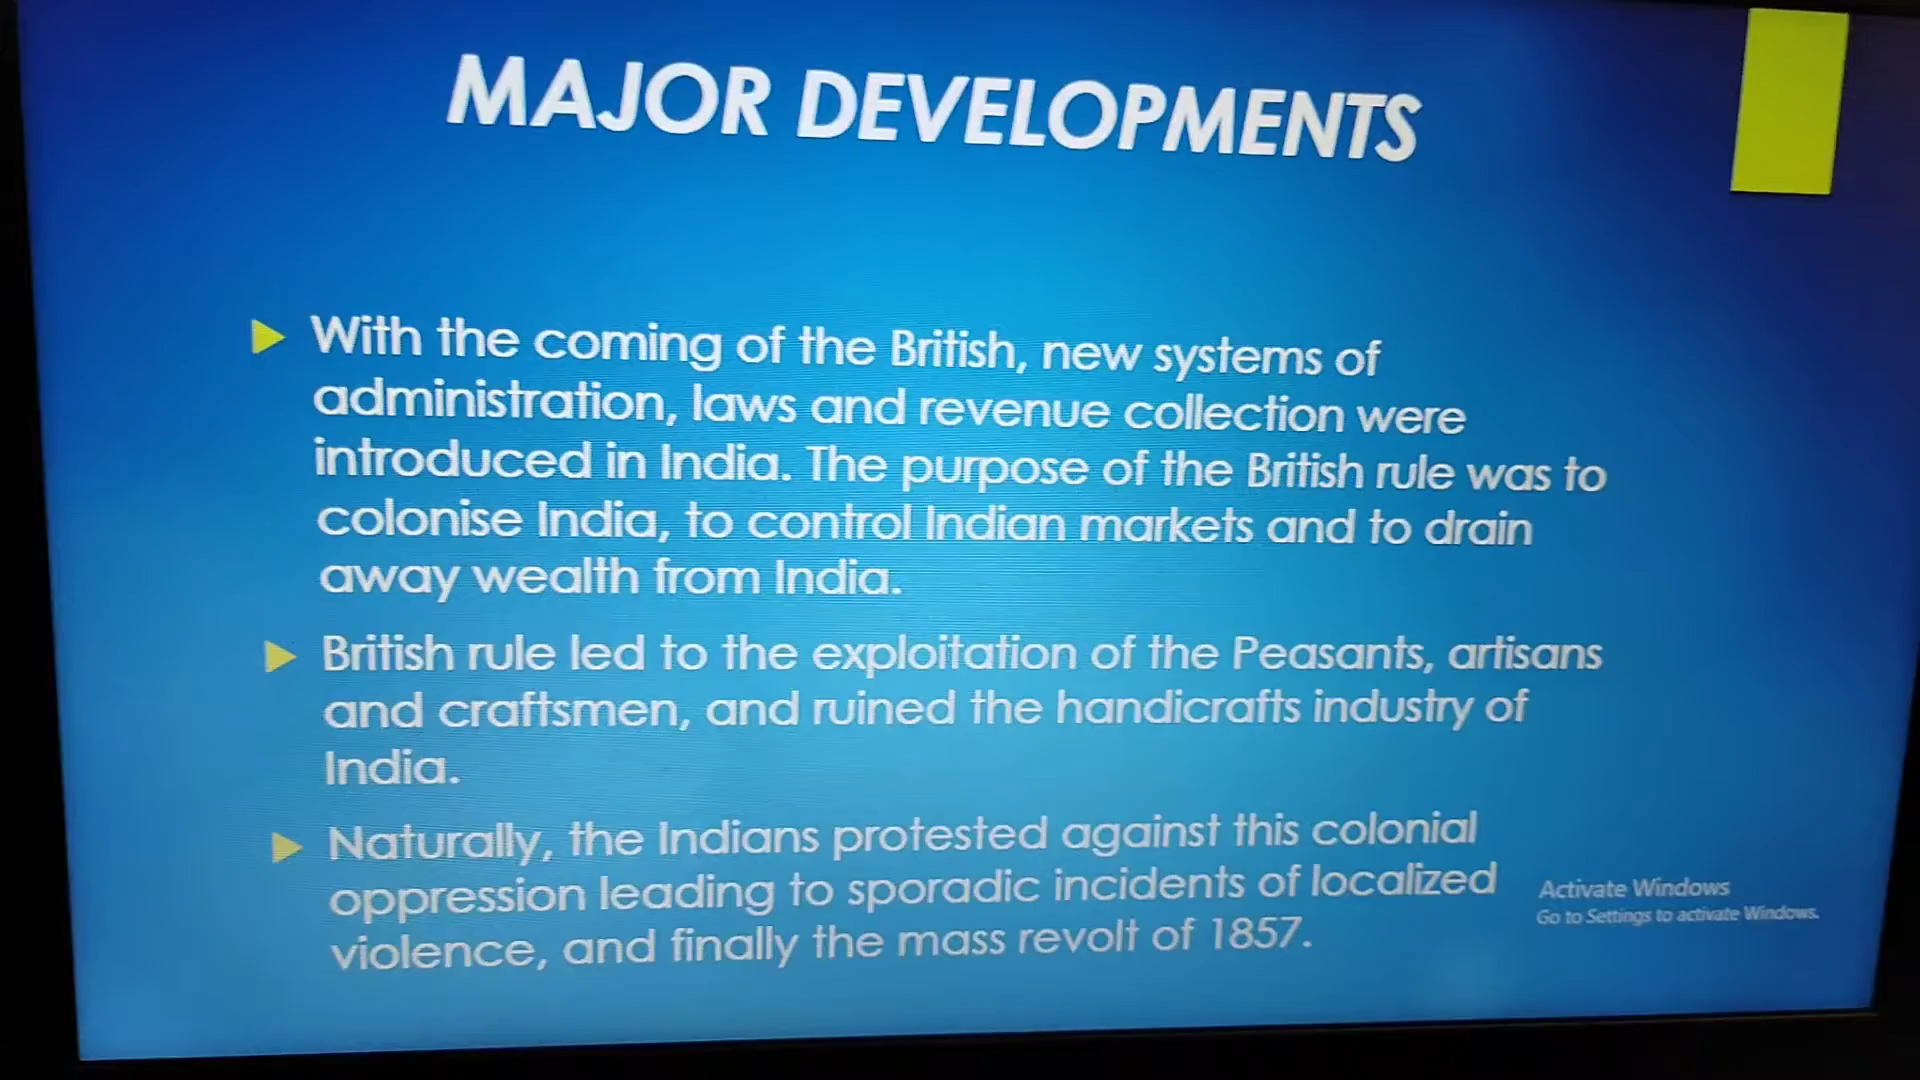 MAJOR DEVELOPMENTS
With the coming of the British, new systems of
administration, laws and revenue collection were
introduced in India. The purpose of the British rule was to
colonise India, to control Indian markets and to drain
away wealth from India.
British rule led to the exploitation of the Peasants, artisans
and craftsmen, and ruined the handicrafts industry of
India.
Naturally, the Indians protested against this colonial
oppression leading to sporadic incidents of localized
violence, and finally the mass revolt of 1857.
Activate Windows
Go to Settings to activate Windows.